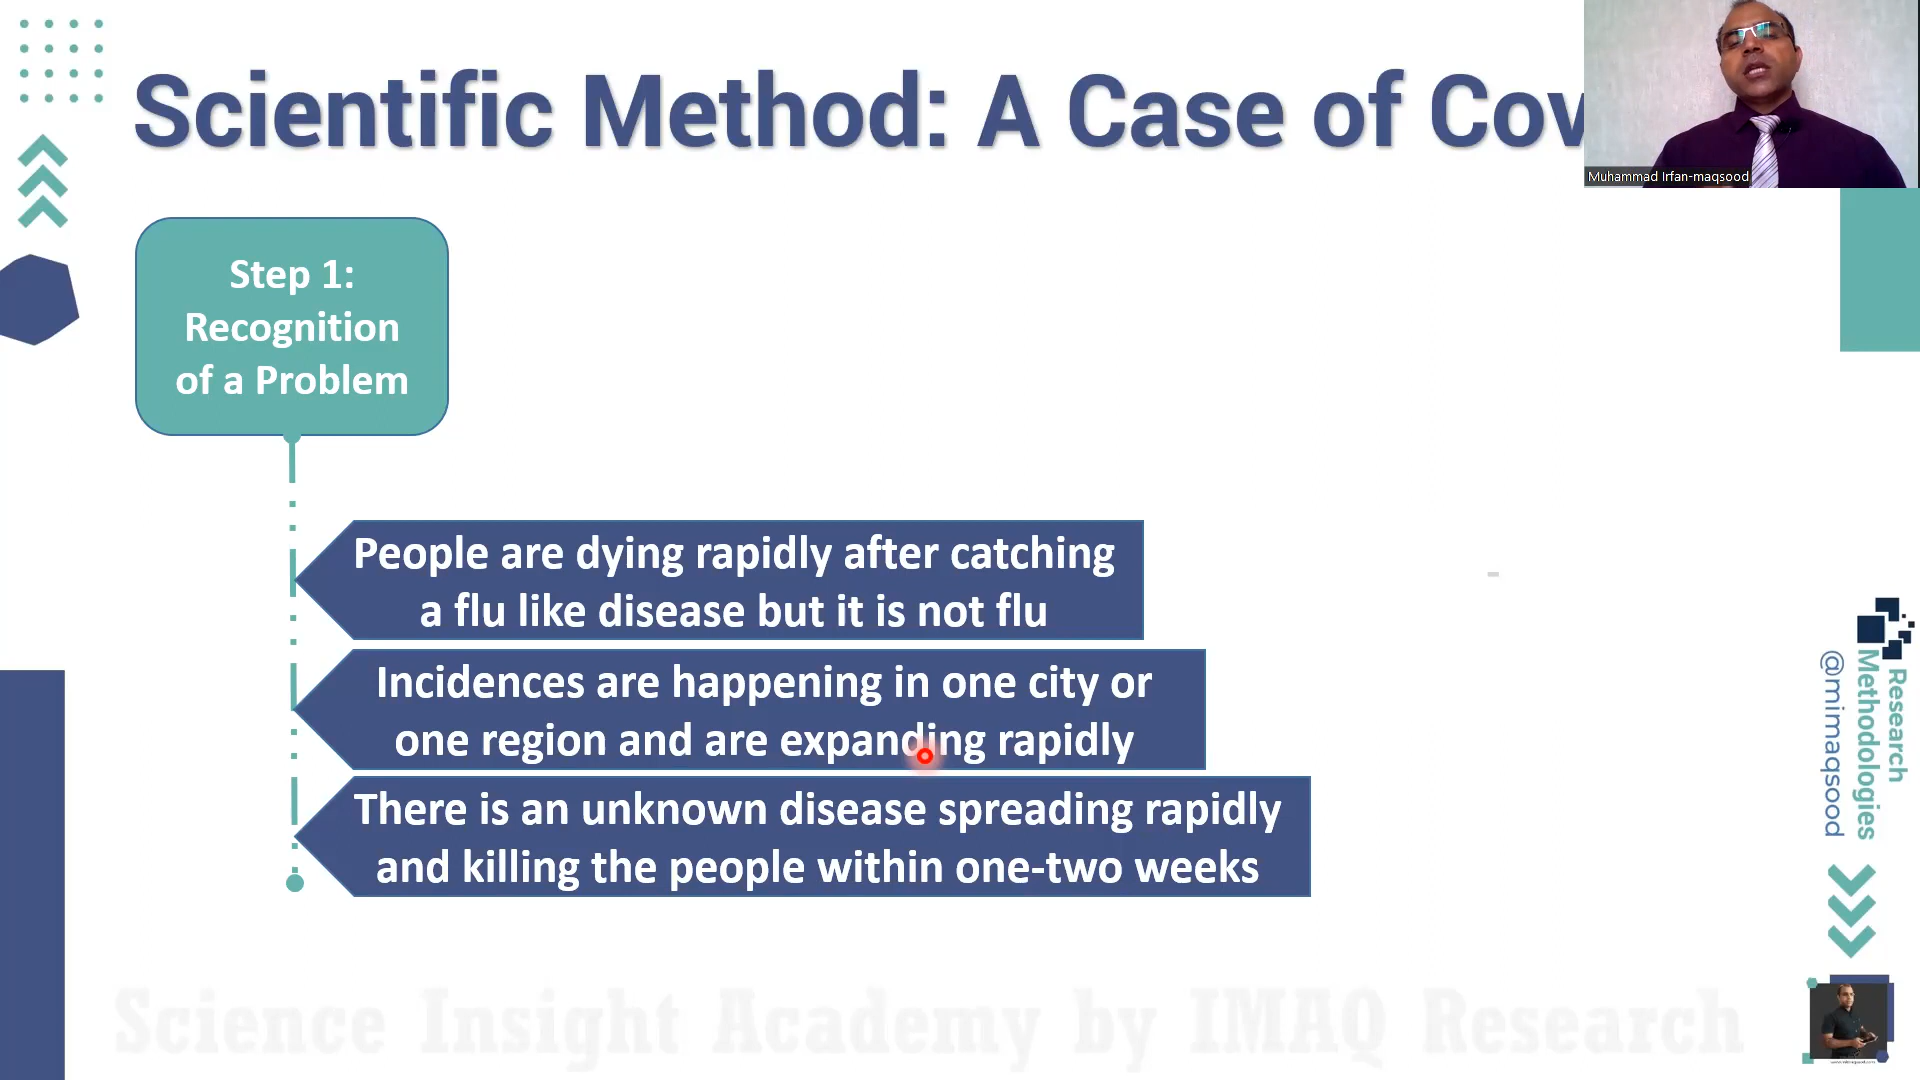 Scientific Method: A Case of Cov
Muhammad Irfan-maqsood
Step 1:
Recognition
of a Problem
People are dying rapidly after catching
a flu like disease but it is not flu
Incidences are happening in one city or
one region and are expanding rapidly
There is an unknown disease spreading rapidly
and killing the people within one-two weeks
Research
Methodologies
@mimaqsood
Science Insight Academy by IMAQ Research